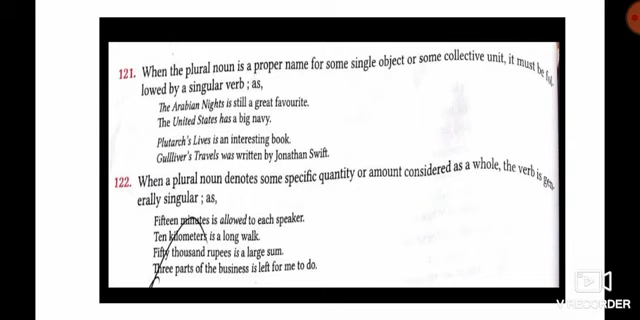 121. When the plural noun is a proper name for some single object or some collective unit, it must be fol-
lowed by a singular verb ; as,
The Arabian Nights is still a great favourite.
The United States has a big navy.
Plutarch's Lives is an interesting book.
Gullliver's Travels was written by Jonathan Swift.
122. When a plural noun denotes some specific quantity or amount considered as a whole, the verb is gen-
erally singular ; as,
Fifteen minutes is allowed to each speaker.
Ten kilometers is a long walk.
Fifty thousand rupees is a large sum.
Three parts of the business is left for me to do.
V RECORDER